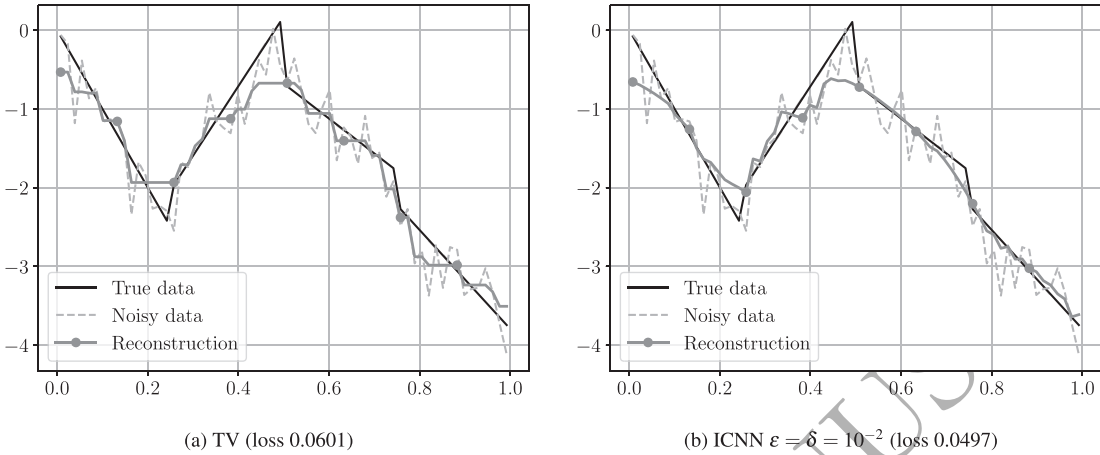 0
−1
−2
−3
−4
True data
Noisy data
Reconstruction
0.0 0.2 0.4 0.6 0.8 1.0
(a) TV (loss 0.0601)
0
−1
−2
−3
−4
True data
Noisy data
Reconstruction
0.0 0.2 0.4 0.6 0.8 1.0
(b) ICNN ε = δ = 10⁻² (loss 0.0497)